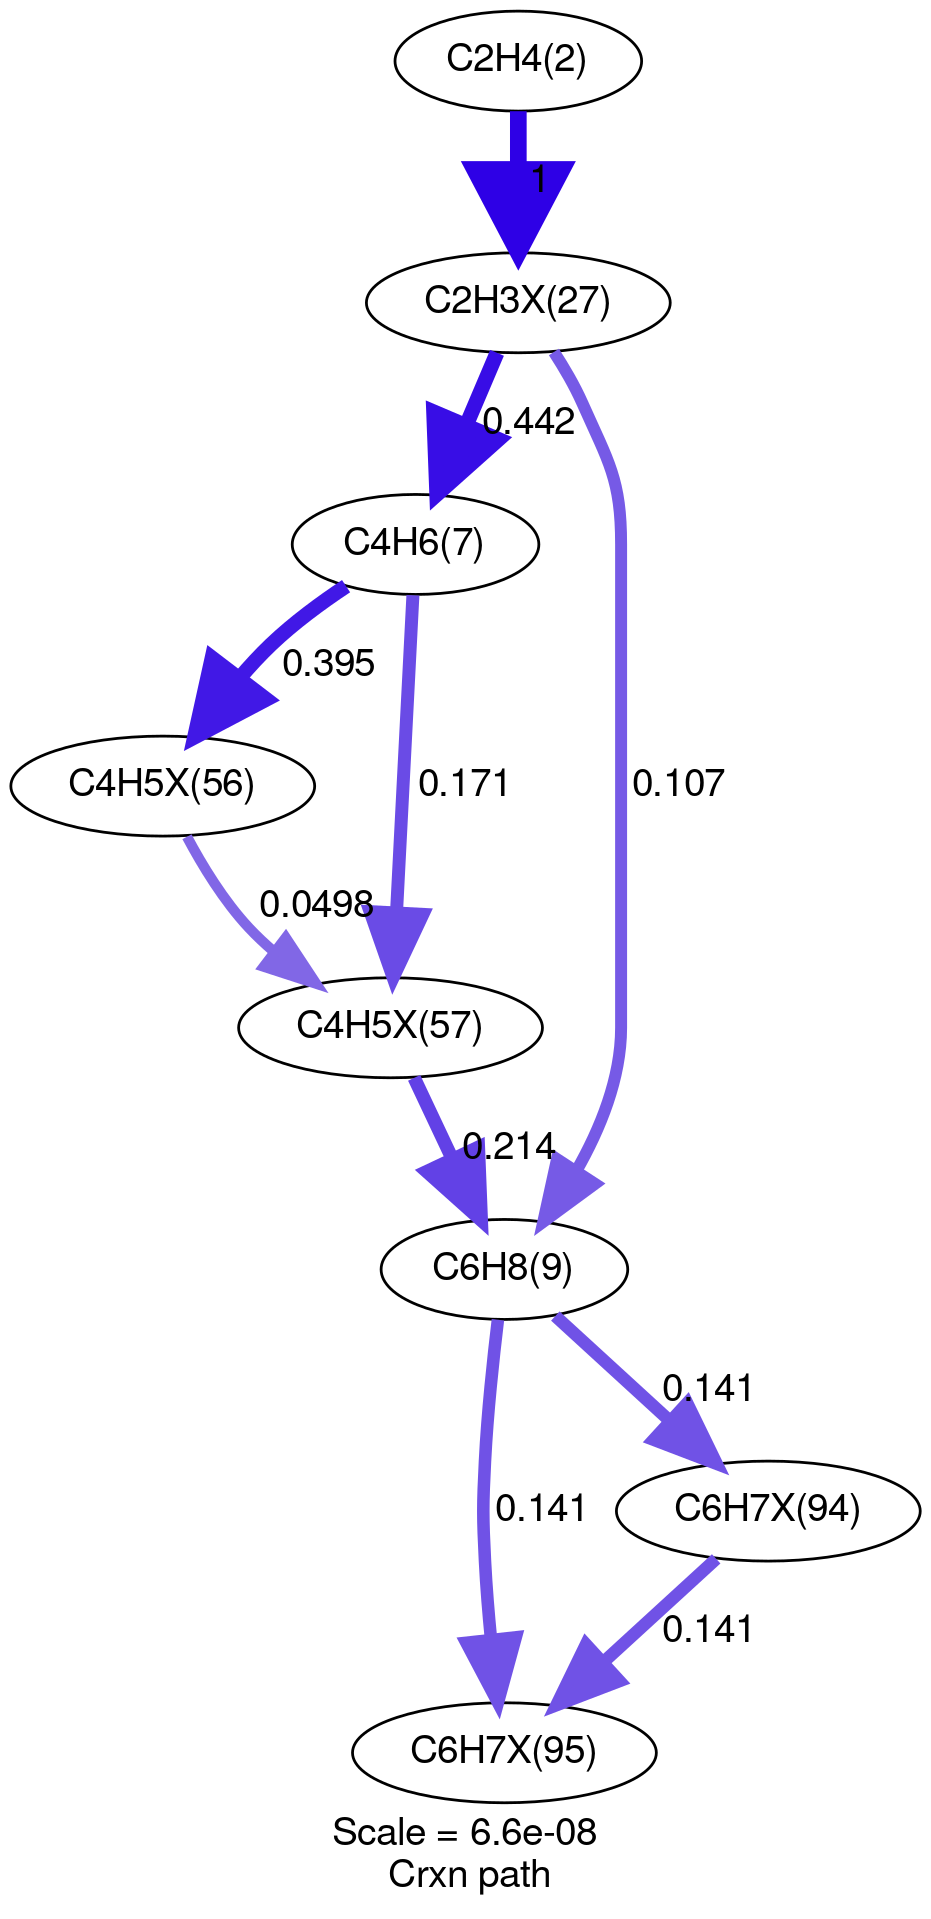 C2H4(2)
1
C2H3X(27)
0.442
C4H6(7)
0.395
C4H5X(56)
0.171
0.107
0.0498
C4H5X(57)
0.214
C6H8(9)
0.141
0.141
C6H7X(94)
0.141
C6H7X(95)
Scale = 6.6e-08
Crxn path